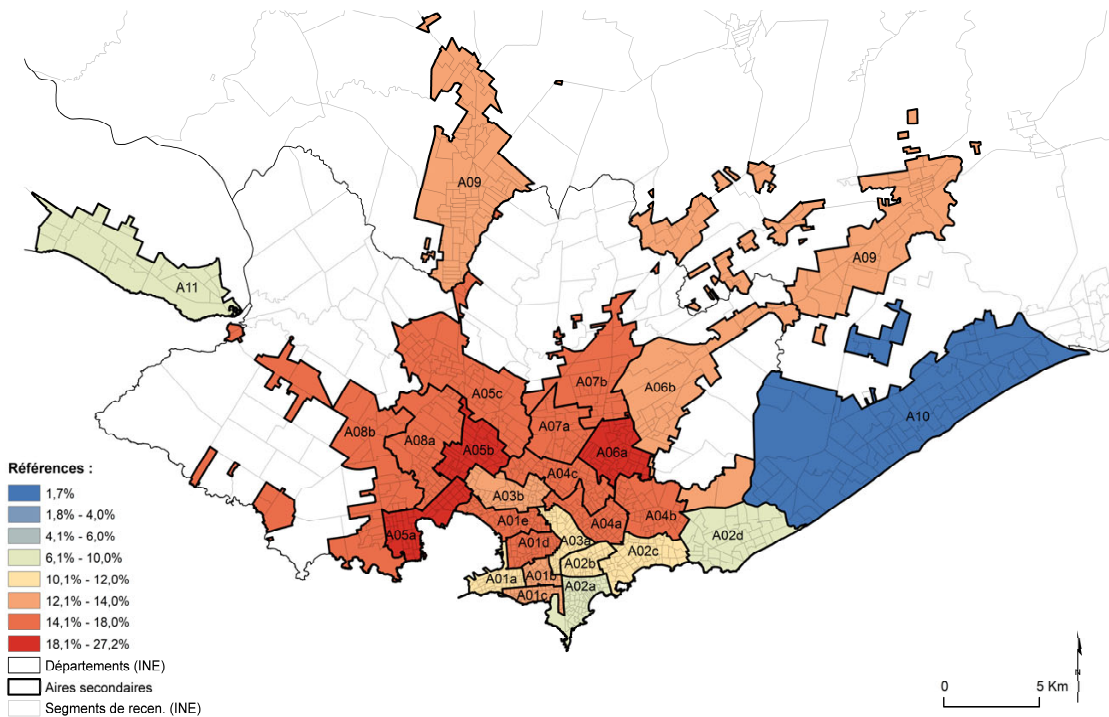 A09
A09
A11
A06b
A07b
A05c
A10
A07a
A08b
A08a
A05b
A06a
A04c
A03b
A01e
A04a
A04b
A05a
A01d
A03a
A02c
A02d
A02b
A01a
A01b
A02a
A01c
Références :
1,7%
1,8% - 4,0%
4,1% - 6,0%
6,1% - 10,0%
10,1% - 12,0%
12,1% - 14,0%
14,1% - 18,0%
18,1% - 27,2%
Départements (INE)
Aires secondaires
Segments de recen. (INE)
0 5 Km
N